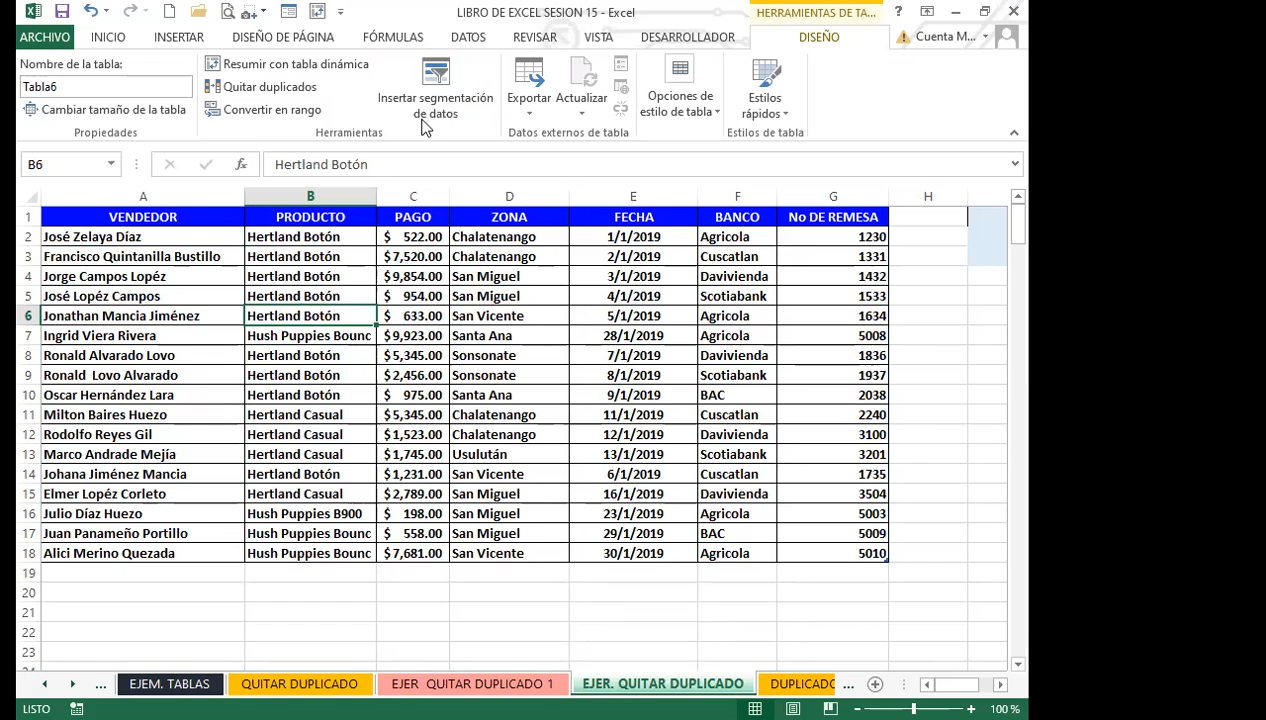 LIBRO DE EXCEL SESION 15 - Excel
HERRAMIENTAS DE TA...
?
ARCHIVO INICIO INSERTAR DISEÑO DE PÁGINA FÓRMULAS DATOS REVISAR VISTA DESARROLLADOR DISEÑO Cuenta M...
Nombre de la tabla:
Tabla6
Cambiar tamaño de la tabla
Propiedades
Resumir con tabla dinámica
Quitar duplicados
Convertir en rango
Insertar segmentación
de datos
Herramientas
Exportar Actualizar
Datos externos de tabla
Opciones de
estilo de tabla
Estilos
rápidos
Estilos de tabla
B6 fx Hertland Botón
A B C D E F G H
1 VENDEDOR PRODUCTO PAGO ZONA FECHA BANCO No DE REMESA
2 José Zelaya Díaz Hertland Botón $ 522.00 Chalatenango 1/1/2019 Agricola 1230
3 Francisco Quintanilla Bustillo Hertland Botón $ 7,520.00 Chalatenango 2/1/2019 Cuscatlan 1331
4 Jorge Campos Lopéz Hertland Botón $ 9,854.00 San Miguel 3/1/2019 Davivienda 1432
5 José Lopéz Campos Hertland Botón $ 954.00 San Miguel 4/1/2019 Scotiabank 1533
6 Jonathan Mancia Jiménez Hertland Botón $ 633.00 San Vicente 5/1/2019 Agricola 1634
7 Ingrid Viera Rivera Hush Puppies Bounc $ 9,923.00 Santa Ana 28/1/2019 Agricola 5008
8 Ronald Alvarado Lovo Hertland Botón $ 5,345.00 Sonsonate 7/1/2019 Davivienda 1836
9 Ronald Lovo Alvarado Hertland Botón $ 2,456.00 Sonsonate 8/1/2019 Scotiabank 1937
10 Oscar Hernández Lara Hertland Botón $ 975.00 Santa Ana 9/1/2019 BAC 2038
11 Milton Baires Huezo Hertland Casual $ 5,345.00 Chalatenango 11/1/2019 Cuscatlan 2240
12 Rodolfo Reyes Gil Hertland Casual $ 1,523.00 Chalatenango 12/1/2019 Davivienda 3100
13 Marco Andrade Mejía Hertland Casual $ 1,745.00 Usulután 13/1/2019 Scotiabank 3201
14 Johana Jiménez Mancia Hertland Botón $ 1,231.00 San Vicente 6/1/2019 Cuscatlan 1735
15 Elmer Lopéz Corleto Hertland Casual $ 2,789.00 San Miguel 16/1/2019 Davivienda 3504
16 Julio Díaz Huezo Hush Puppies B900 $ 198.00 San Miguel 23/1/2019 Agricola 5003
17 Juan Panameño Portillo Hush Puppies Bounc $ 558.00 San Miguel 29/1/2019 BAC 5009
18 Alici Merino Quezada Hush Puppies Bounc $ 7,681.00 San Vicente 30/1/2019 Agricola 5010
19
20
21
22
23
... EJEM. TABLAS QUITAR DUPLICADO EJER QUITAR DUPLICADO 1 EJER. QUITAR DUPLICADO DUPLICADO ...
LISTO 100 %